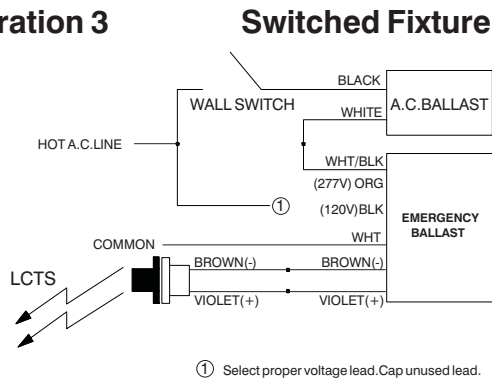 ration 3
Switched Fixture
BLACK
WALL SWITCH
A.C.BALLAST
WHITE
HOT A.C.LINE
WHT/BLK
(277V) ORG
①
(120V)BLK
EMERGENCY
BALLAST
COMMON
WHT
LCTS
BROWN(-)
BROWN(-)
VIOLET(+)
VIOLET(+)
① Select proper voltage lead.Cap unused lead.